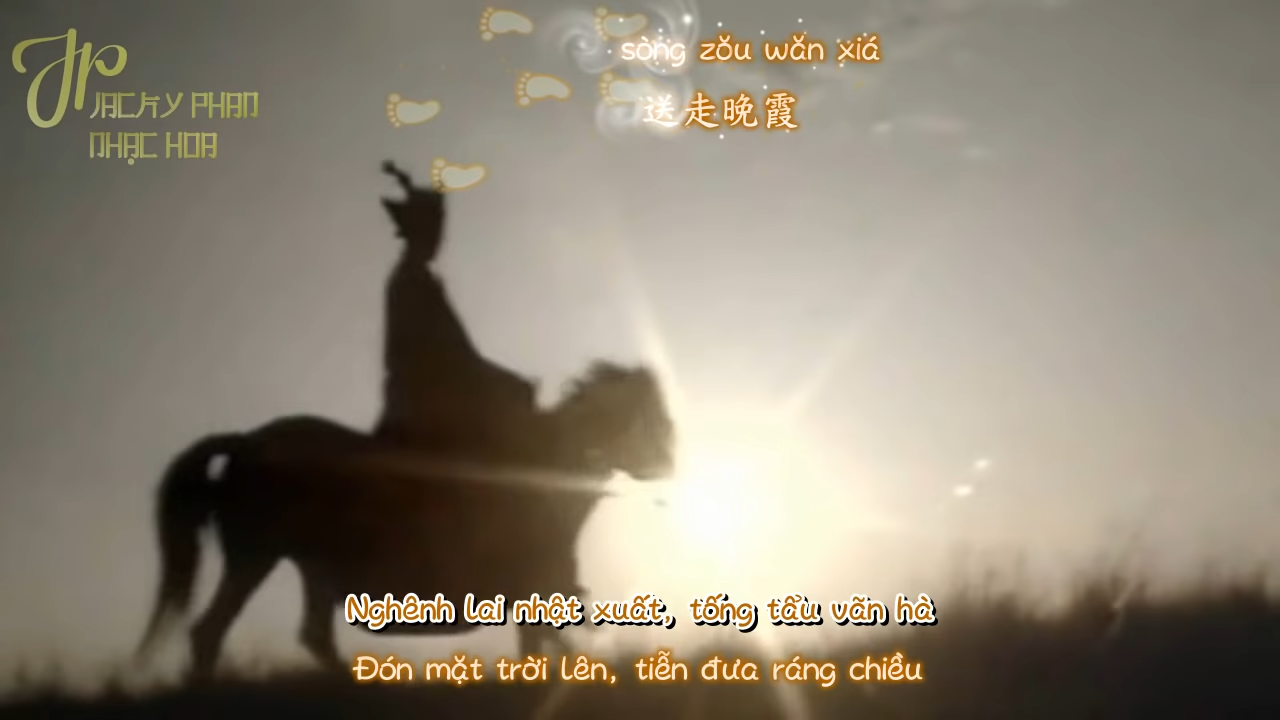 JP
JACKY PHAN
NHẠC HOA
sòng zǒu wǎn xiá
送走晚霞
Nghênh lai nhật xuất, tống tẩu vãn hà
Đón mặt trời lên, tiễn đưa ráng chiều